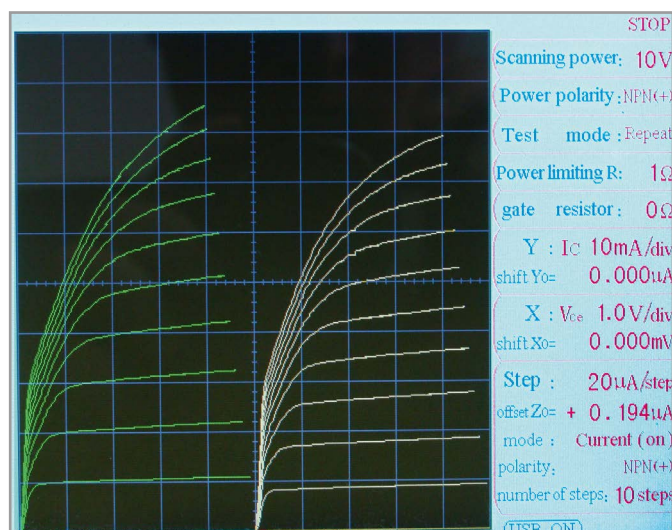 STOP
Scanning power: 10V
Power polarity: NPN(+)
Test mode: Repeat
Power limiting R: 1Ω
gate resistor: 0Ω
Y : IC 10mA/div
shift Y0= 0.000uA
X : Vce 1.0V/div
shift X0= 0.000mV
Step : 20uA/step
offset Z0= + 0.194uA
mode : Current (on)
polarity: NPN(+)
number of steps: 10 steps
(USB ON)